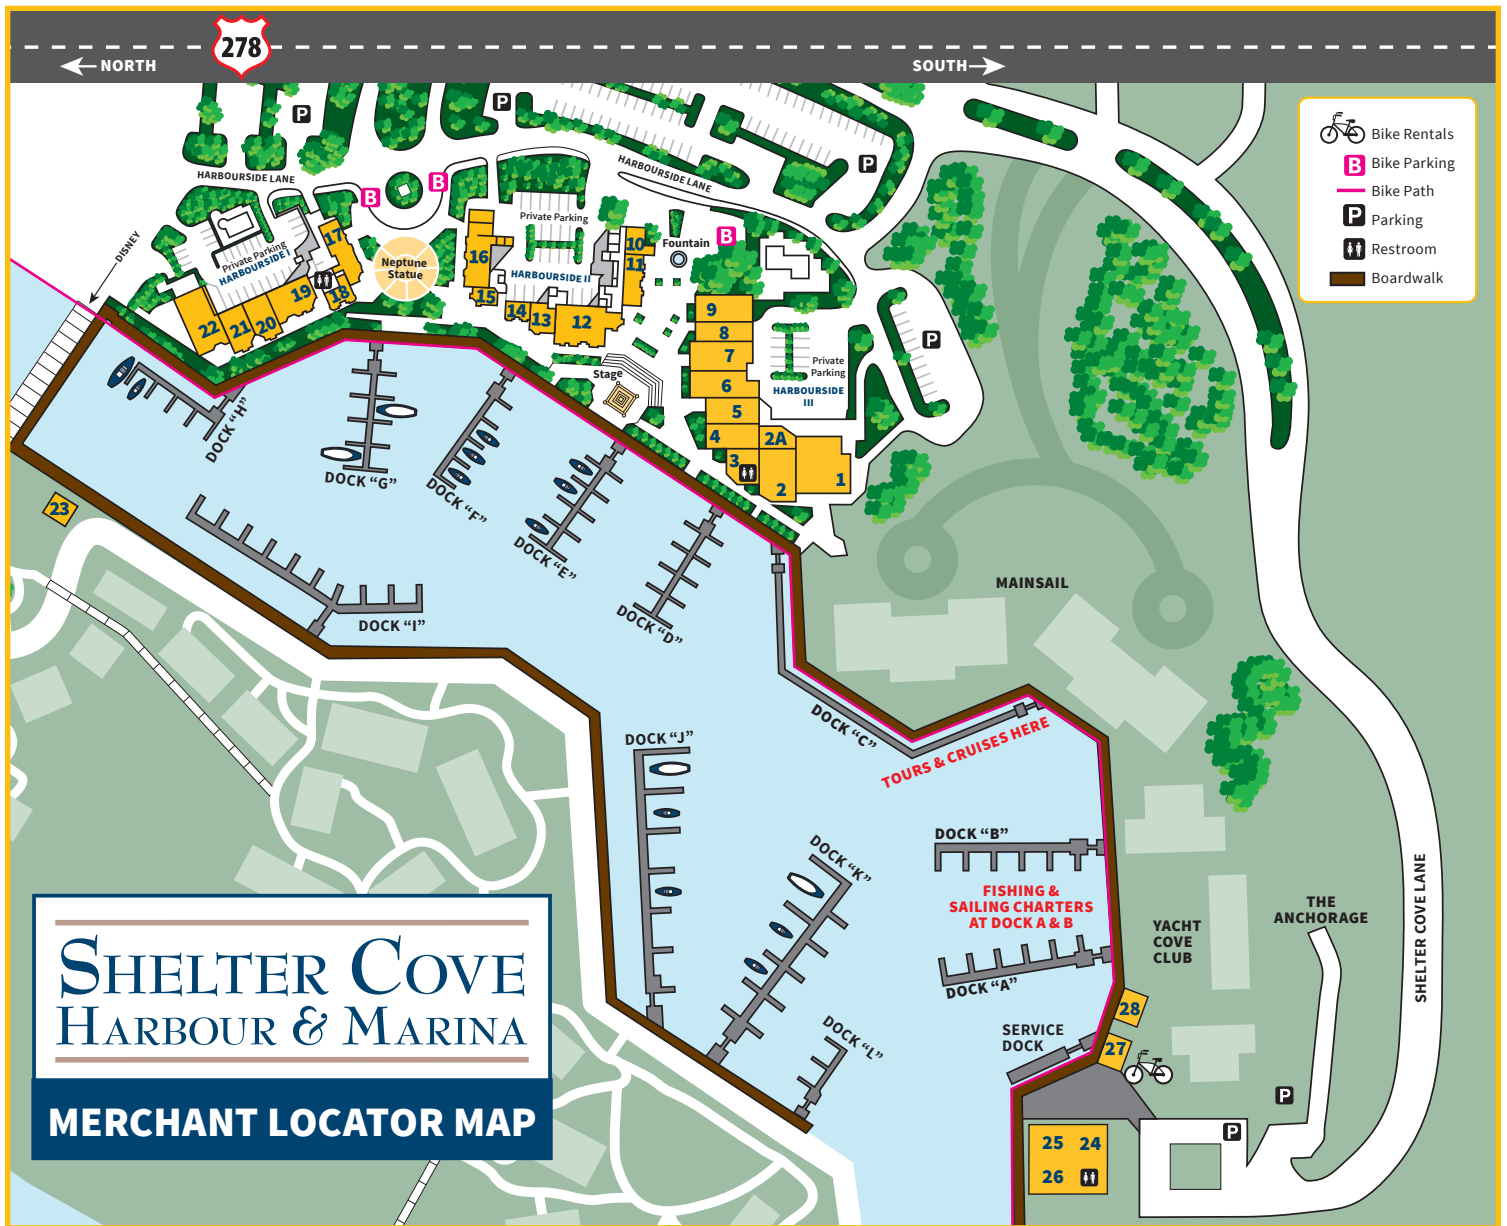 278
NORTH
SOUTH
Bike Rentals
B Bike Parking
Bike Path
P Parking
Restroom
Boardwalk
P
P
P
P
HARBOURSIDE LANE
HARBOURSIDE LANE
B
B
B
DISNEY
Private Parking
HARBOURSIDE I
17
18
19
20
21
22
Neptune
Statue
Private Parking
HARBOURSIDE II
16
15
14
13
12
10
11
Fountain
Stage
9
8
7
6
5
4
3
2A
2
1
Private
Parking
HARBOURSIDE
III
23
DOCK “H”
DOCK “G”
DOCK “F”
DOCK “E”
DOCK “D”
DOCK “I”
MAINSAIL
DOCK “C”
TOURS & CRUISES HERE
DOCK “J”
DOCK “K”
DOCK “B”
FISHING &
SAILING CHARTERS
AT DOCK A & B
DOCK “A”
YACHT
COVE
CLUB
THE
ANCHORAGE
SHELTER COVE LANE
DOCK “L”
SERVICE
DOCK
28
27
P
P
25 24
26
SHELTER COVE
HARBOUR & MARINA
MERCHANT LOCATOR MAP